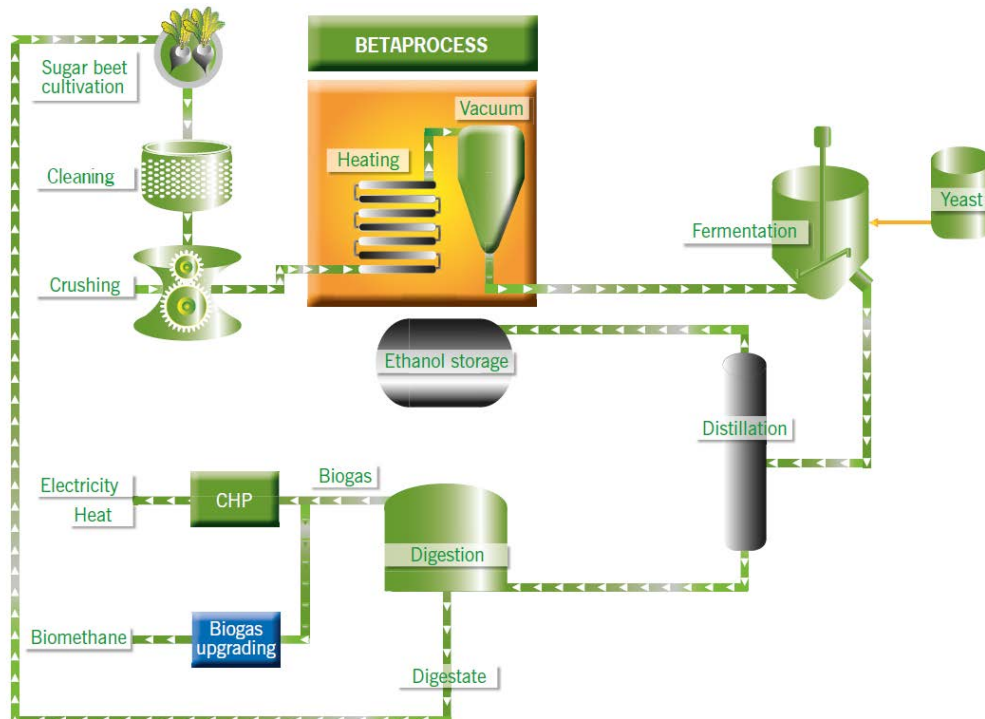 BETAPROCESS
Sugar beet
cultivation
Vacuum
Heating
Cleaning
Yeast
Fermentation
Crushing
Ethanol storage
Distillation
Biogas
Electricity
Heat
CHP
Digestion
Biomethane
Biogas
upgrading
Digestate